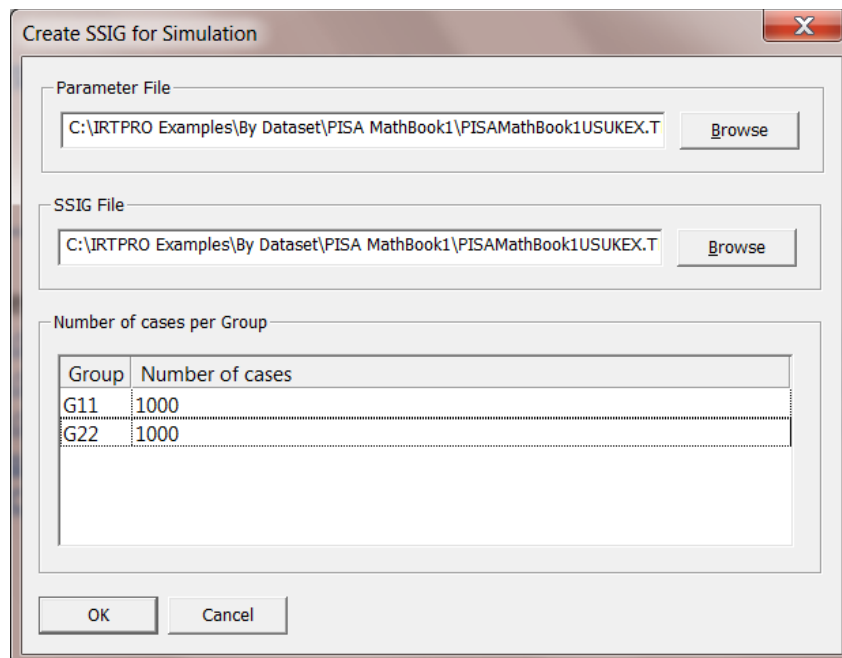 Create SSIG for Simulation
Parameter File
C:\IRTPRO Examples\By Dataset\PISA MathBook1\PISAMathBook1USUKEX.T
Browse
SSIG File
C:\IRTPRO Examples\By Dataset\PISA MathBook1\PISAMathBook1USUKEX.T
Browse
Number of cases per Group
Group Number of cases
G11 1000
G22 1000
OK Cancel